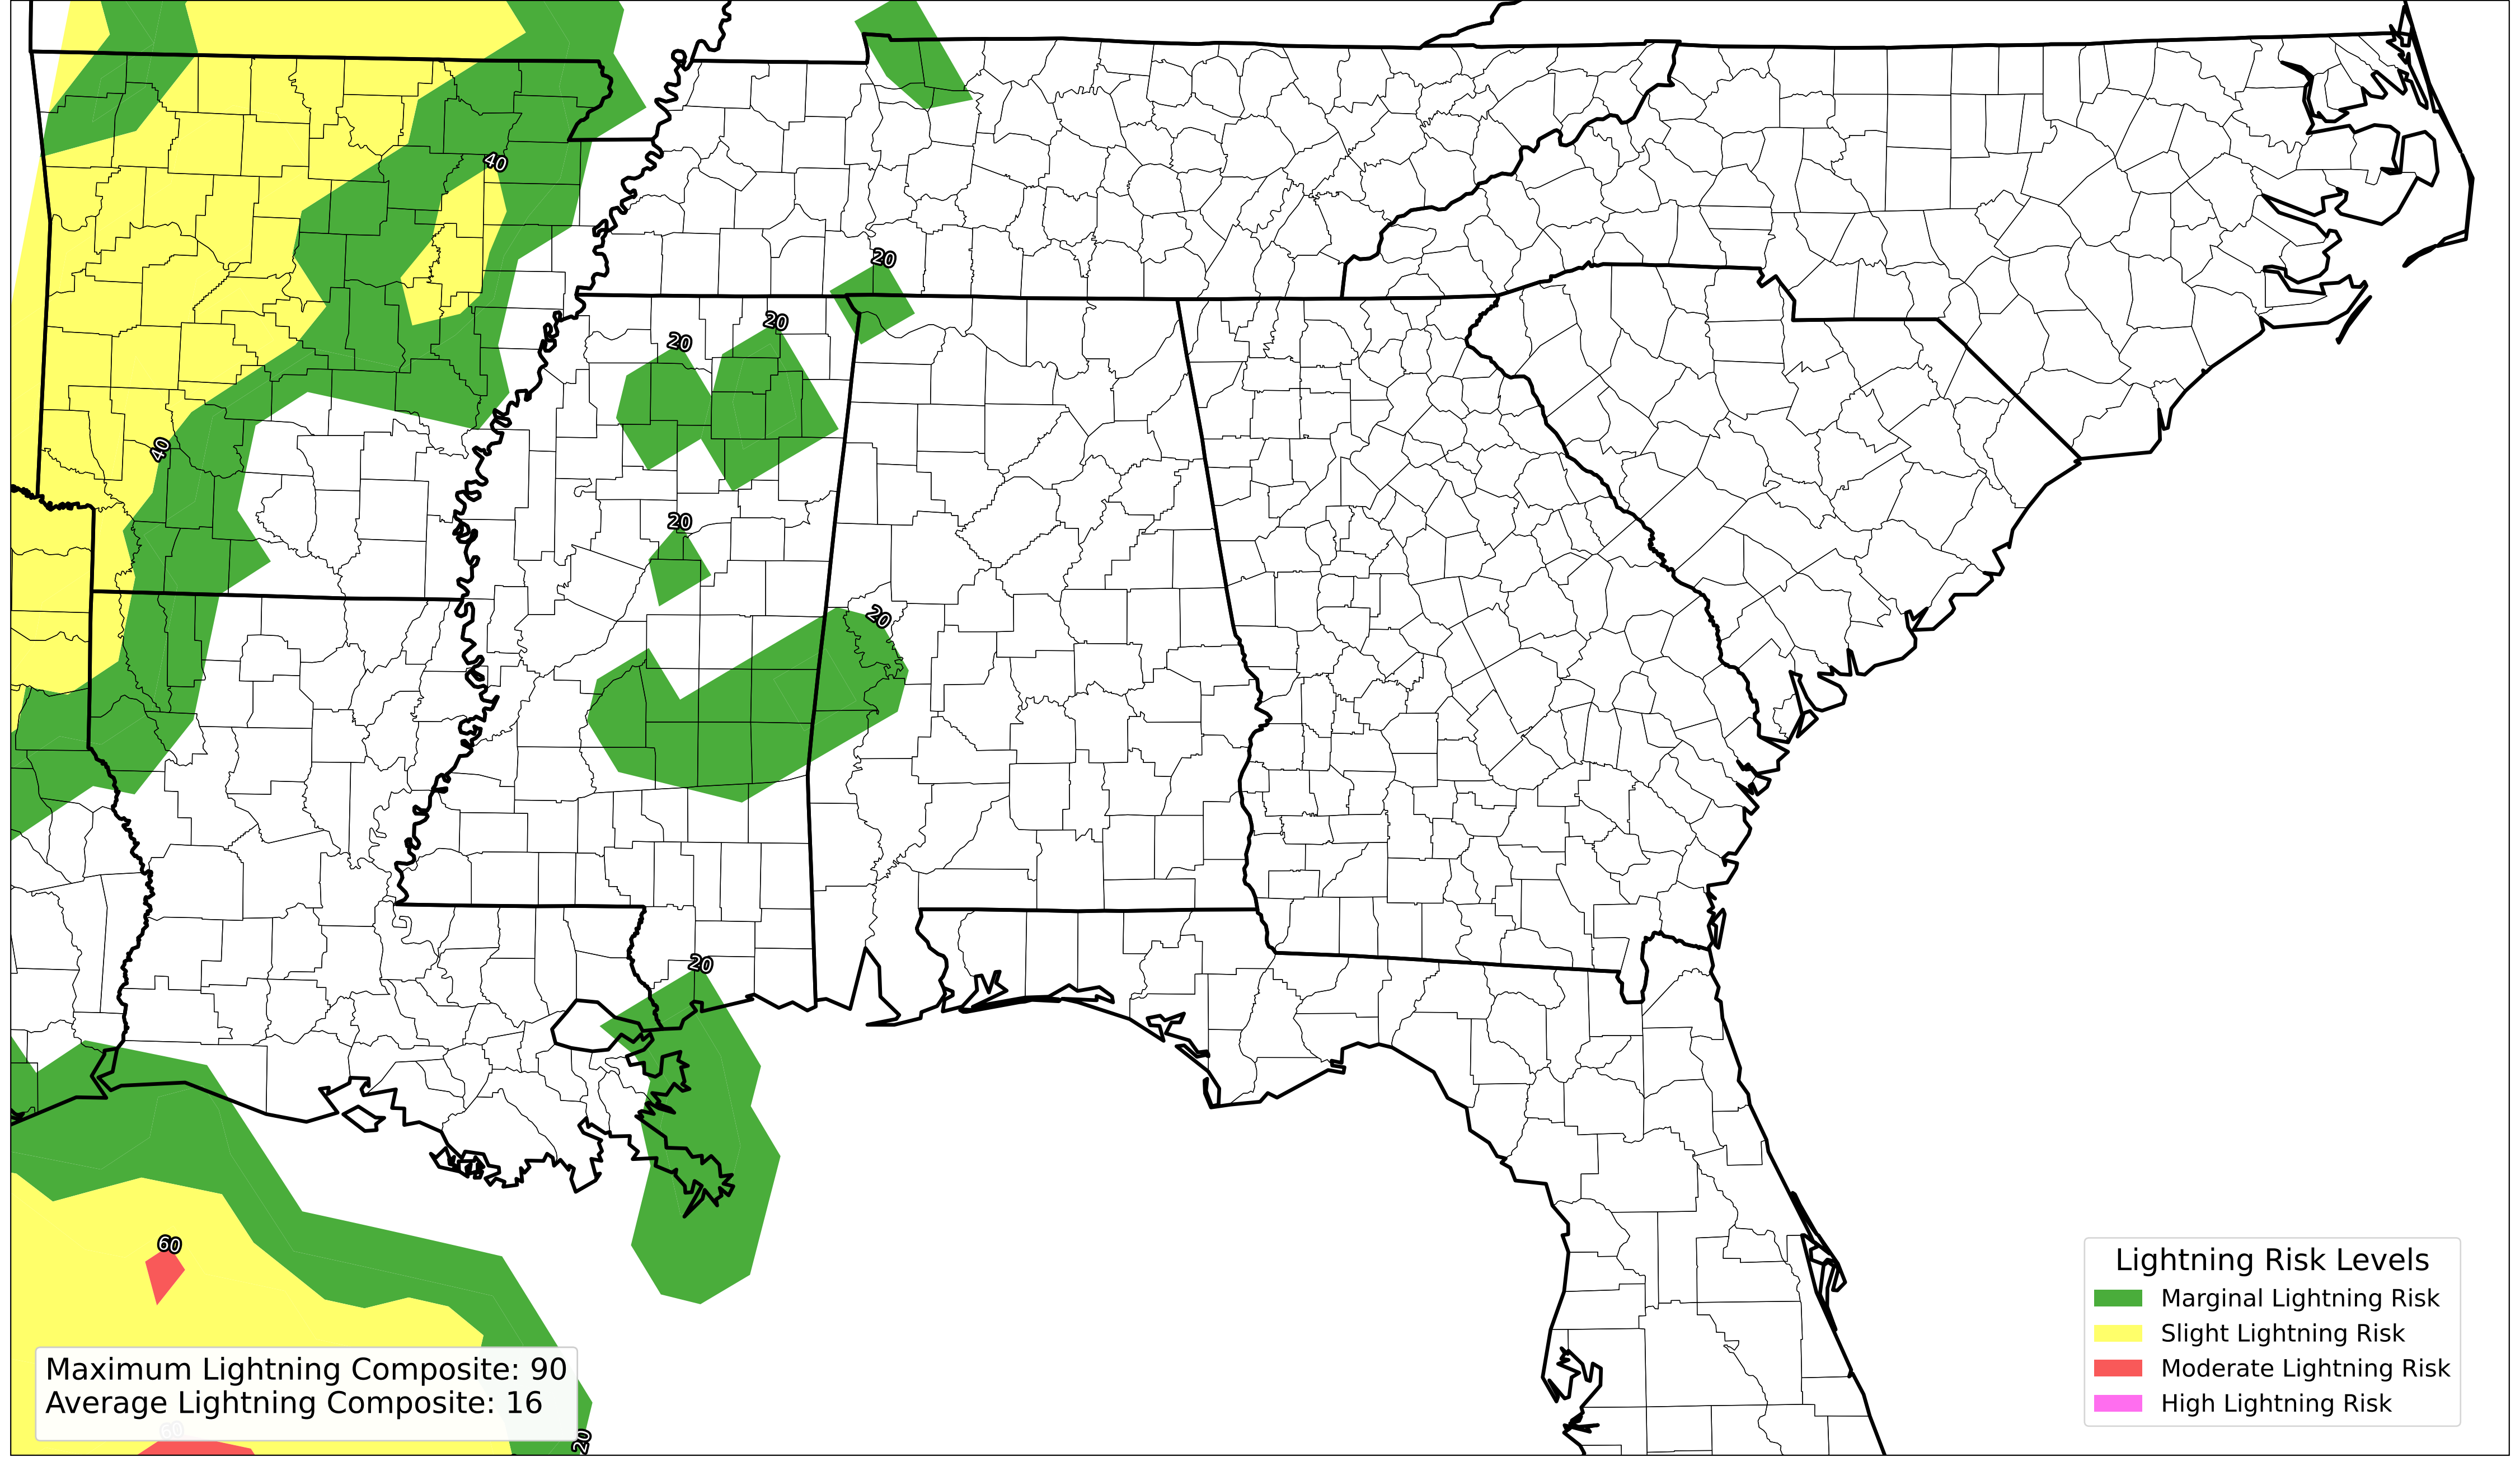 40
20
20
20
40
20
20
20
60
Lightning Risk Levels
Marginal Lightning Risk
Slight Lightning Risk
Moderate Lightning Risk
High Lightning Risk
Maximum Lightning Composite: 90
Average Lightning Composite: 16
60
20